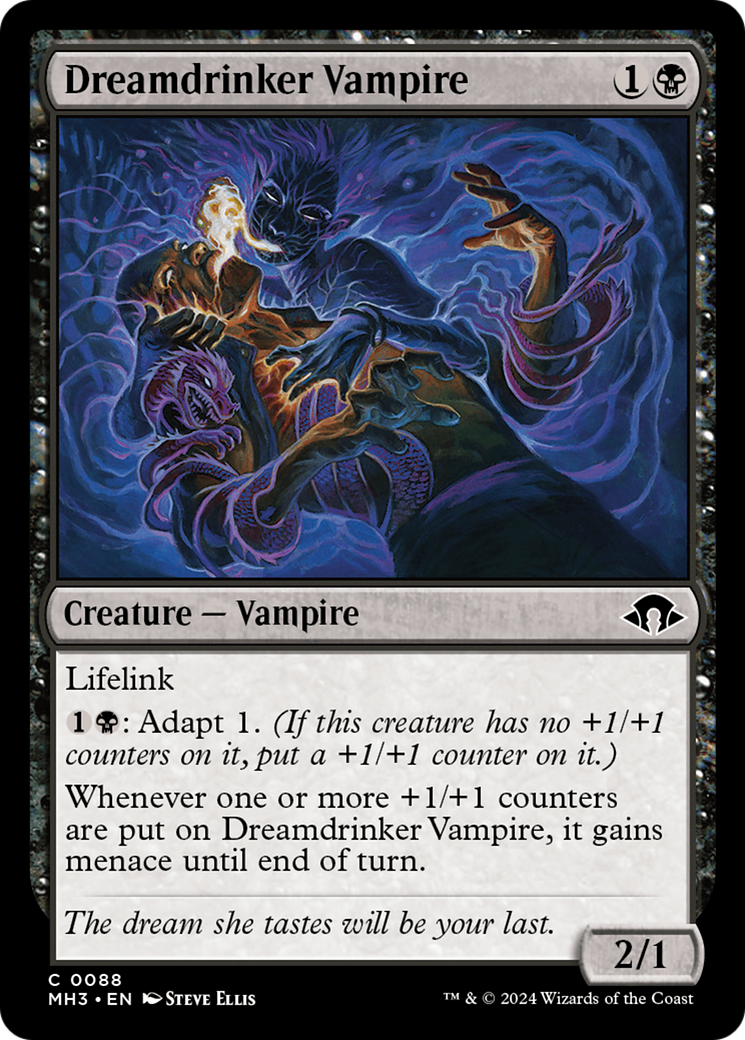 Dreamdrinker Vampire 1
Creature — Vampire
Lifelink
1: Adapt 1. (If this creature has no +1/+1
counters on it, put a +1/+1 counter on it.)
Whenever one or more +1/+1 counters
are put on Dreamdrinker Vampire, it gains
menace until end of turn.
The dream she tastes will be your last.
2/1
C 0088
MH3 • EN Steve Ellis
™ & © 2024 Wizards of the Coast